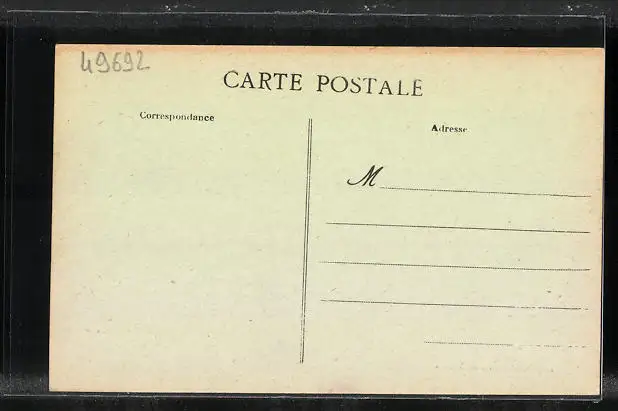 49692
CARTE POSTALE
Correspondance
Adresse
M